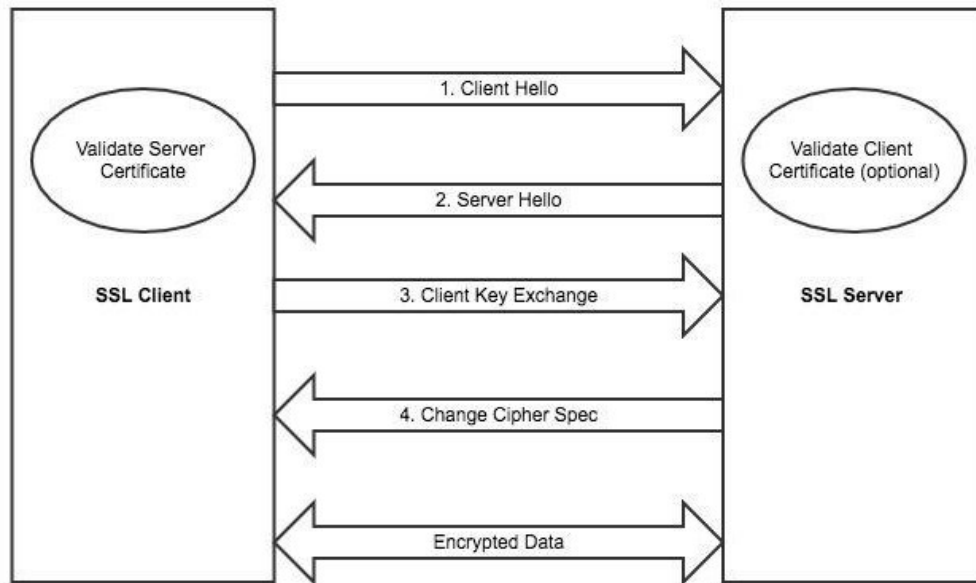 1. Client Hello
Validate Server
Certificate
Validate Client
Certificate (optional)
2. Server Hello
SSL Client
3. Client Key Exchange
SSL Server
4. Change Cipher Spec
Encrypted Data